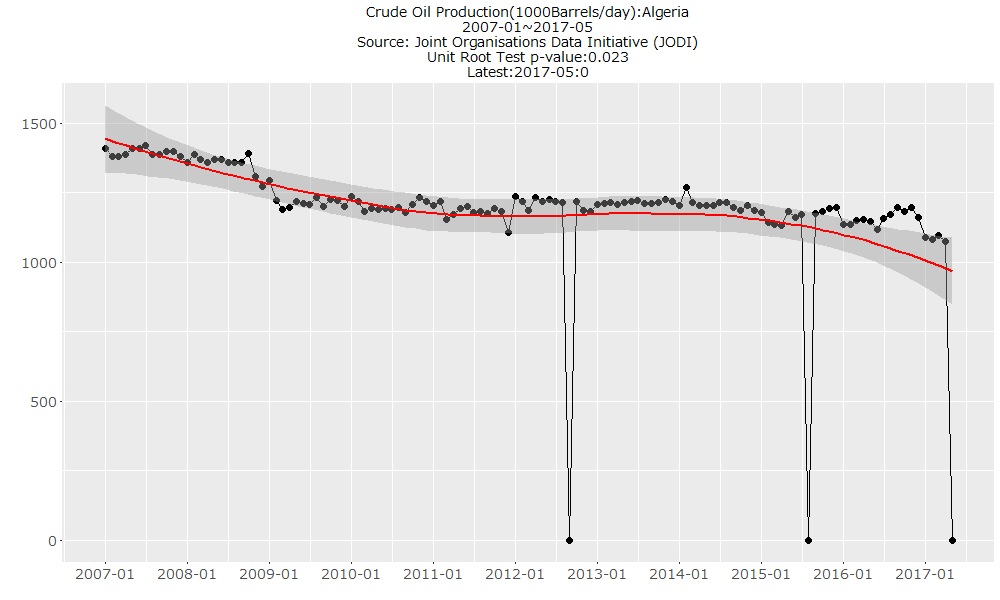 Crude Oil Production(1000Barrels/day):Algeria
2007-01~2017-05
Source: Joint Organisations Data Initiative (JODI)
Unit Root Test p-value:0.023
Latest:2017-05:0
1500
1000
500
0
2007-01 2008-01 2009-01 2010-01 2011-01 2012-01 2013-01 2014-01 2015-01 2016-01 2017-01